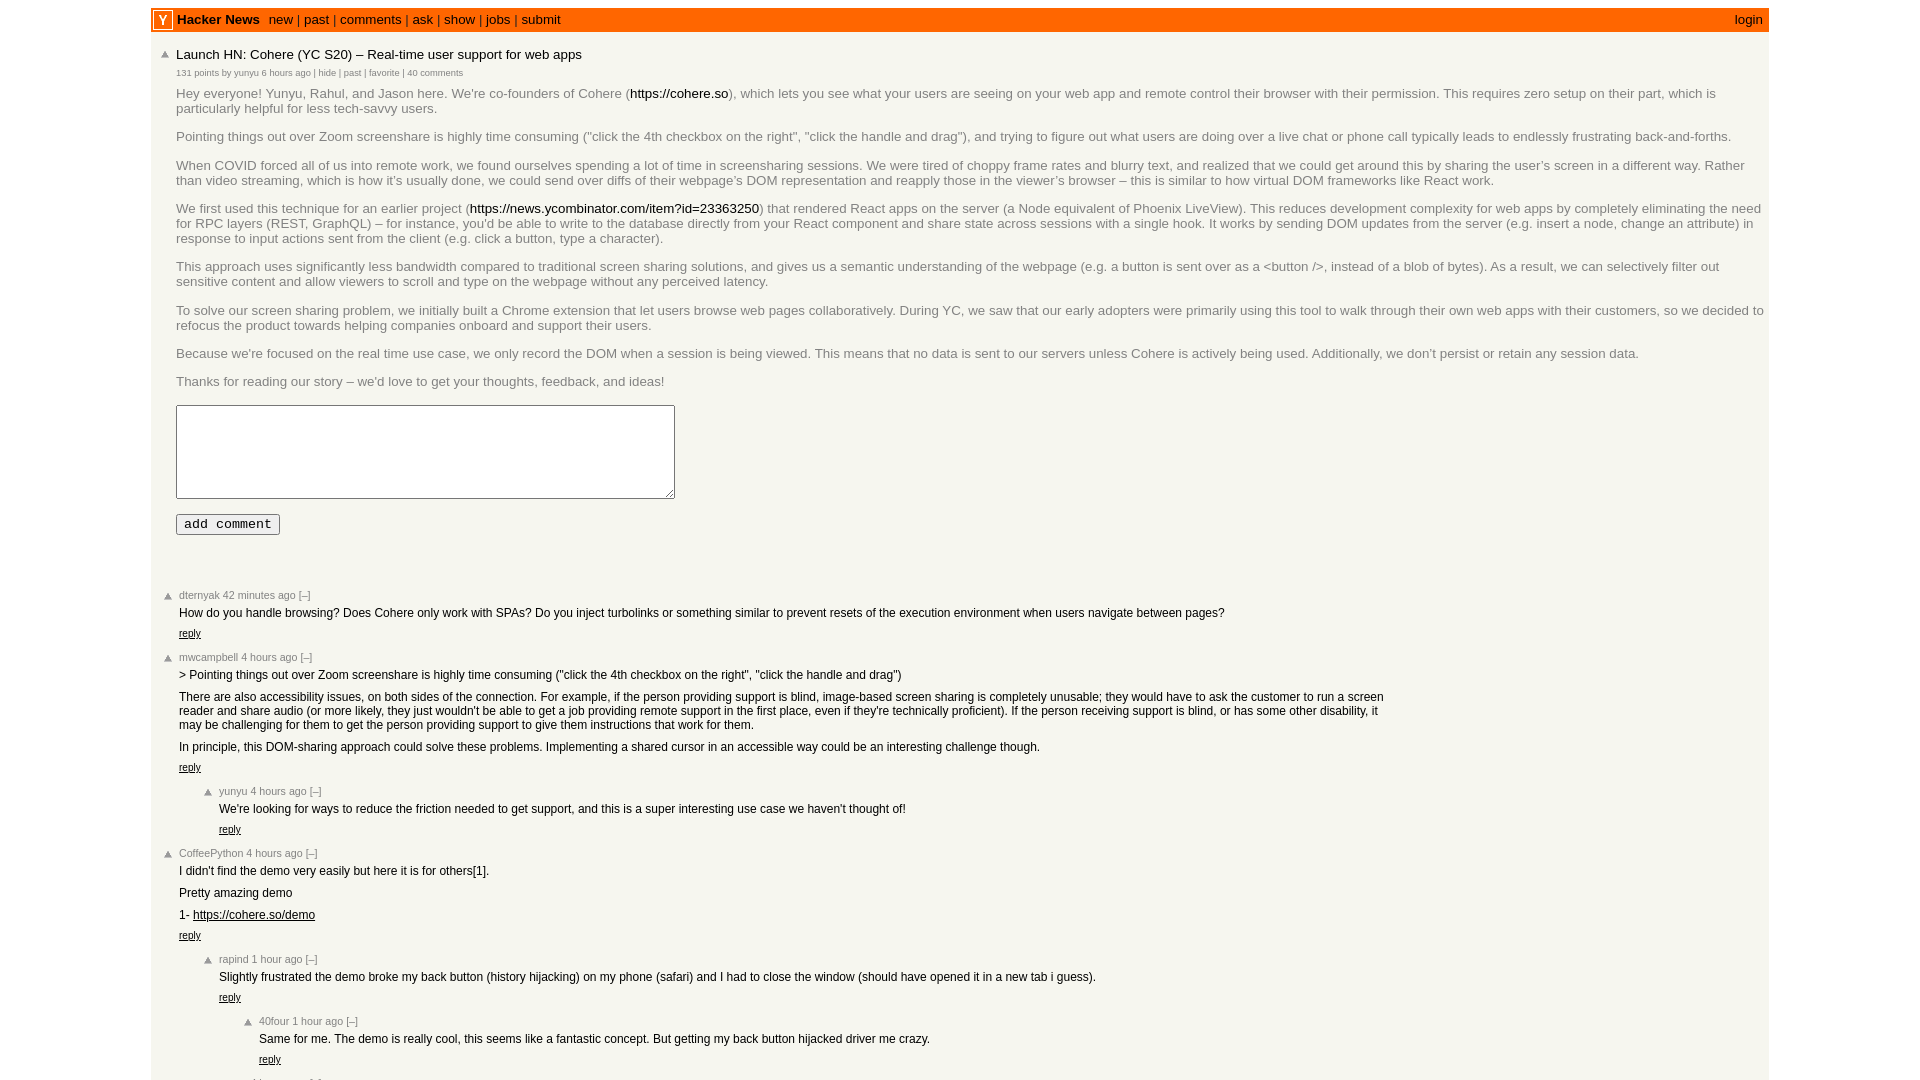 Y Hacker News new | past | comments | ask | show | jobs | submit login
Launch HN: Cohere (YC S20) – Real-time user support for web apps
131 points by yunyu 6 hours ago | hide | past | favorite | 40 comments
Hey everyone! Yunyu, Rahul, and Jason here. We're co-founders of Cohere (https://cohere.so), which lets you see what your users are seeing on your web app and remote control their browser with their permission. This requires zero setup on their part, which is
particularly helpful for less tech-savvy users.
Pointing things out over Zoom screenshare is highly time consuming ("click the 4th checkbox on the right", "click the handle and drag"), and trying to figure out what users are doing over a live chat or phone call typically leads to endlessly frustrating back-and-forths.
When COVID forced all of us into remote work, we found ourselves spending a lot of time in screensharing sessions. We were tired of choppy frame rates and blurry text, and realized that we could get around this by sharing the user’s screen in a different way. Rather
than video streaming, which is how it’s usually done, we could send over diffs of their webpage’s DOM representation and reapply those in the viewer’s browser – this is similar to how virtual DOM frameworks like React work.
We first used this technique for an earlier project (https://news.ycombinator.com/item?id=23363250) that rendered React apps on the server (a Node equivalent of Phoenix LiveView). This reduces development complexity for web apps by completely eliminating the need
for RPC layers (REST, GraphQL) – for instance, you'd be able to write to the database directly from your React component and share state across sessions with a single hook. It works by sending DOM updates from the server (e.g. insert a node, change an attribute) in
response to input actions sent from the client (e.g. click a button, type a character).
This approach uses significantly less bandwidth compared to traditional screen sharing solutions, and gives us a semantic understanding of the webpage (e.g. a button is sent over as a <button />, instead of a blob of bytes). As a result, we can selectively filter out
sensitive content and allow viewers to scroll and type on the webpage without any perceived latency.
To solve our screen sharing problem, we initially built a Chrome extension that let users browse web pages collaboratively. During YC, we saw that our early adopters were primarily using this tool to walk through their own web apps with their customers, so we decided to
refocus the product towards helping companies onboard and support their users.
Because we're focused on the real time use case, we only record the DOM when a session is being viewed. This means that no data is sent to our servers unless Cohere is actively being used. Additionally, we don’t persist or retain any session data.
Thanks for reading our story – we'd love to get your thoughts, feedback, and ideas!
add comment
dternyak 42 minutes ago [–]
How do you handle browsing? Does Cohere only work with SPAs? Do you inject turbolinks or something similar to prevent resets of the execution environment when users navigate between pages?
reply
mwcampbell 4 hours ago [–]
> Pointing things out over Zoom screenshare is highly time consuming ("click the 4th checkbox on the right", "click the handle and drag")
There are also accessibility issues, on both sides of the connection. For example, if the person providing support is blind, image-based screen sharing is completely unusable; they would have to ask the customer to run a screen
reader and share audio (or more likely, they just wouldn't be able to get a job providing remote support in the first place, even if they're technically proficient). If the person receiving support is blind, or has some other disability, it
may be challenging for them to get the person providing support to give them instructions that work for them.
In principle, this DOM-sharing approach could solve these problems. Implementing a shared cursor in an accessible way could be an interesting challenge though.
reply
yunyu 4 hours ago [–]
We're looking for ways to reduce the friction needed to get support, and this is a super interesting use case we haven't thought of!
reply
CoffeePython 4 hours ago [–]
I didn't find the demo very easily but here it is for others[1].
Pretty amazing demo
1- https://cohere.so/demo
reply
rapind 1 hour ago [–]
Slightly frustrated the demo broke my back button (history hijacking) on my phone (safari) and I had to close the window (should have opened it in a new tab i guess).
reply
40four 1 hour ago [–]
Same for me. The demo is really cool, this seems like a fantastic concept. But getting my back button hijacked driver me crazy.
reply